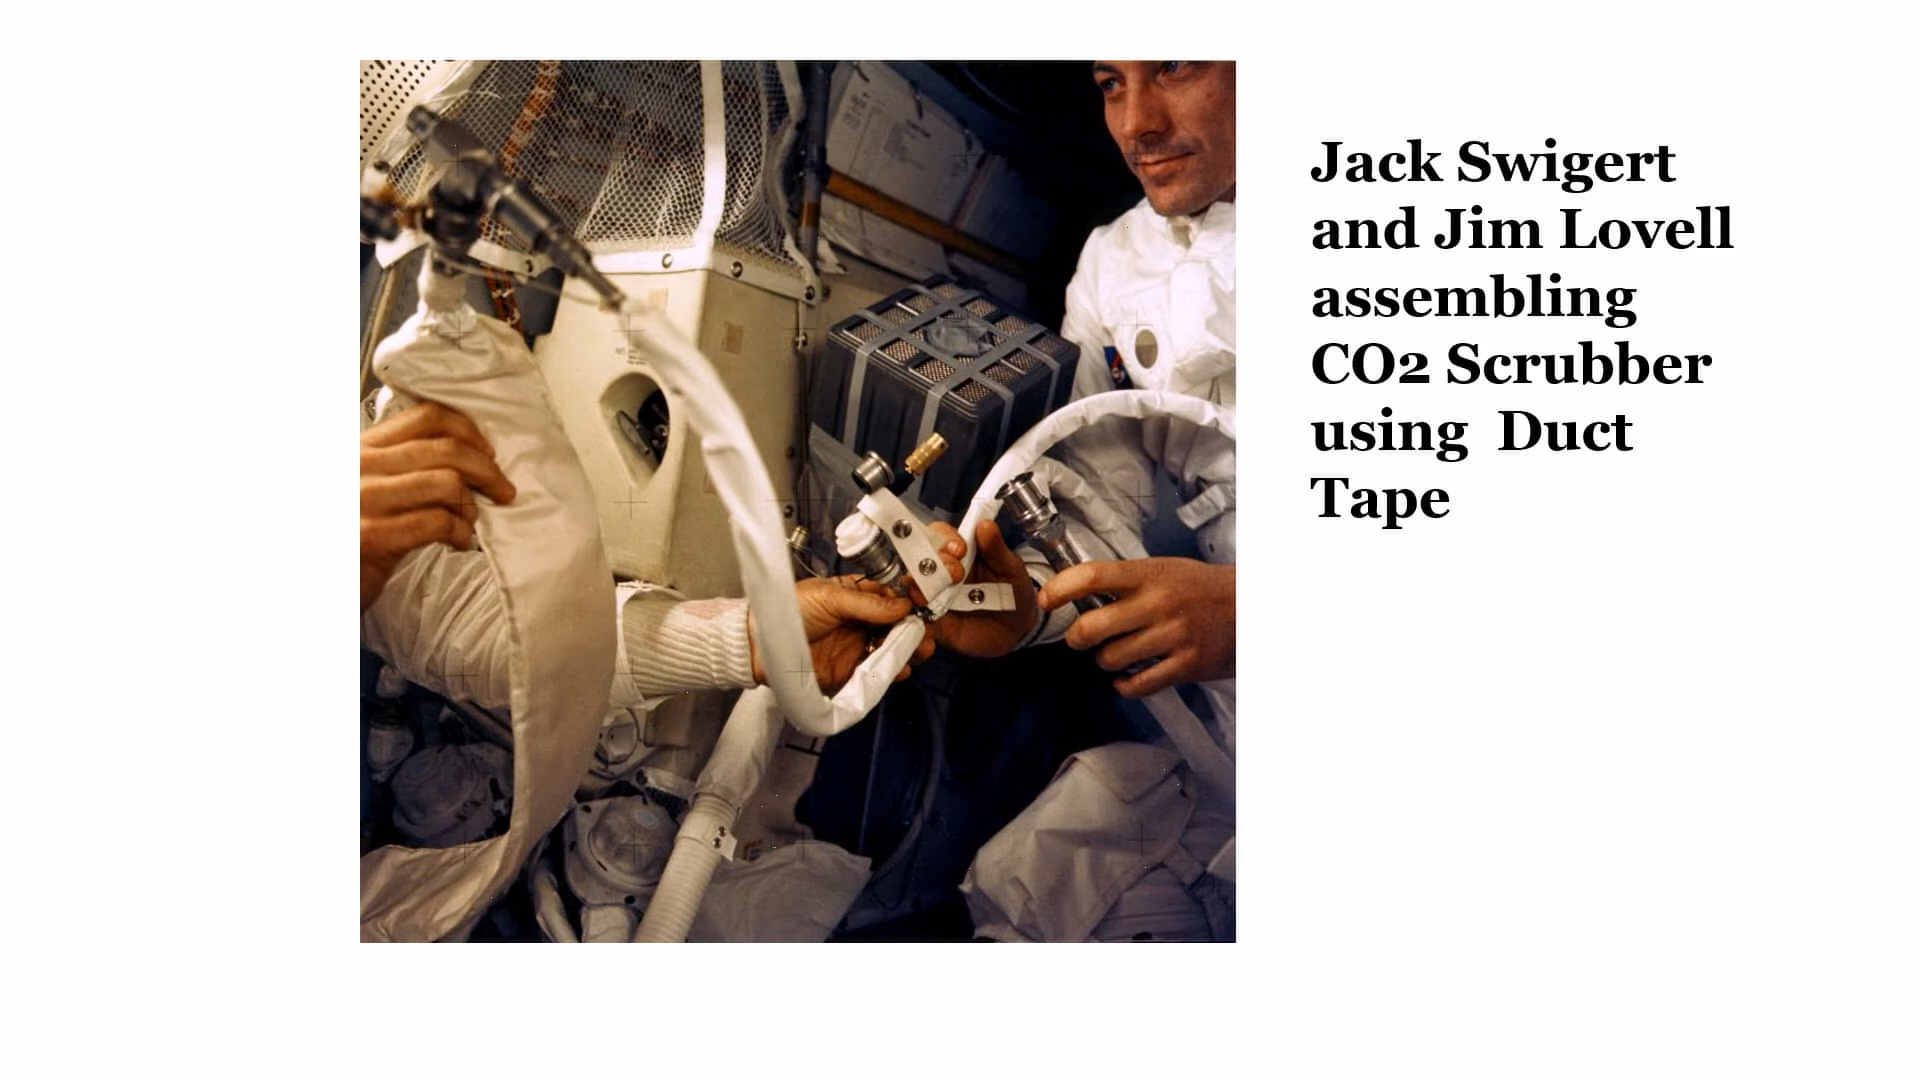 Jack Swigert
and Jim Lovell
assembling
CO2 Scrubber
using Duct
Tape